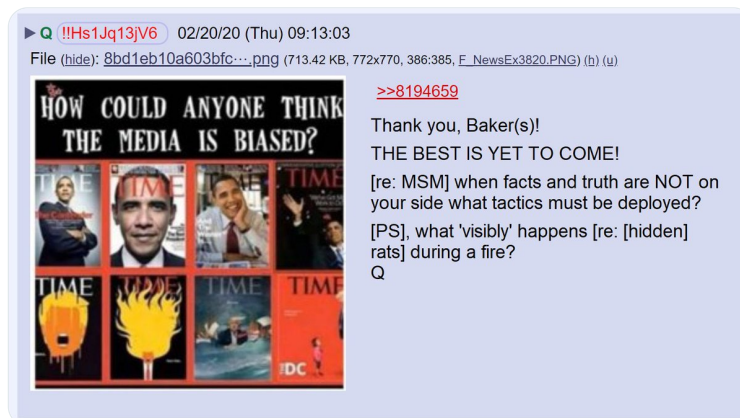 ▶ Q !!Hs1Jq13jV6 02/20/20 (Thu) 09:13:03
File (hide): 8bd1eb10a603bfc⋯.png (713.42 KB, 772x770, 386:385, F_NewsEx3820.PNG) (h) (u)
HOW COULD ANYONE THINK
THE MEDIA IS BIASED?
TIME
TIME
TIME
TIME
TIME
TIME
TIME
TIME
DC
>>8194659
Thank you, Baker(s)!
THE BEST IS YET TO COME!
[re: MSM] when facts and truth are NOT on
your side what tactics must be deployed?
[PS], what 'visibly' happens [re: [hidden]
rats] during a fire?
Q